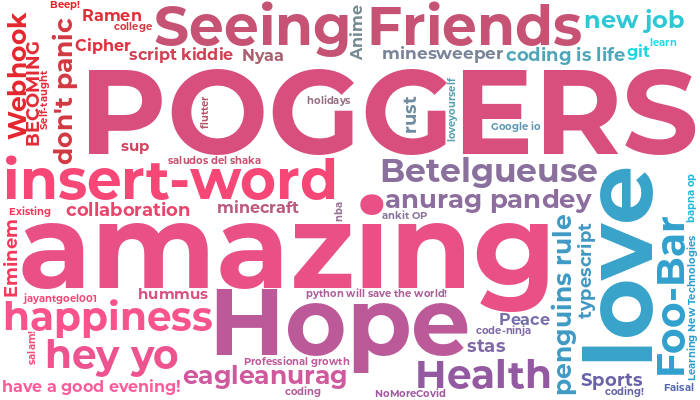 Beep!
Ramen
college
Cipher
script kiddie
Seeing Friends
Nyaa
Anime
new job
minesweeper
coding is life
git
learn
Webhook
BECOMING
Self-taught
don't panic
POGGERS
sup
flutter
holidays
rust
loveyourself
Google io
saludos del shaka
insert-word
Betelgueuse
anurag pandey
Existing
collaboration
minecraft
nba
ankit OP
love
bapna op
Eminem
amazing
penguins rule
typescript
Foo-Bar
Learning New Technologies
jayantgoel001
hummus
python will save the world!
happiness
Hope
Peace
code-ninja
salam!
hey yo
stas
Professional growth
eagleanurag
Health
Sports
coding!
Faisal
have a good evening!
coding
NoMoreCovid